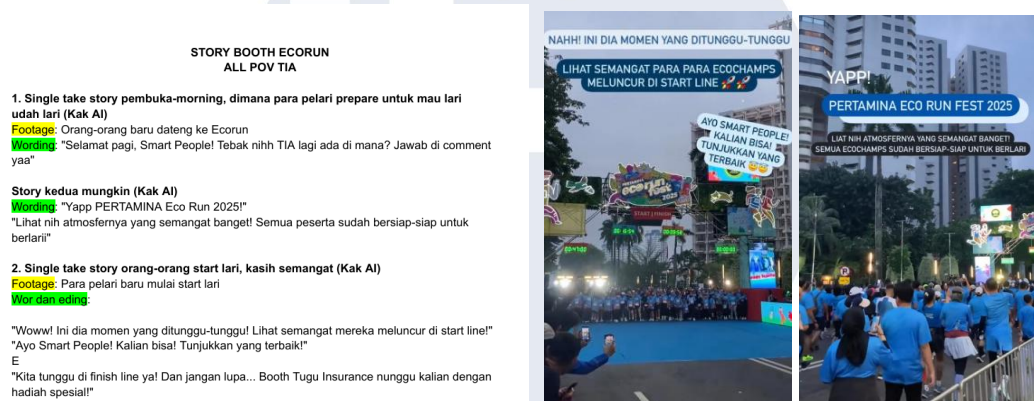 STORY BOOTH ECORUN
ALL POV TIA
1. Single take story pembuka-morning, dimana para pelari prepare untuk mau lari
udah lari (Kak Al)
Footage: Orang-orang baru dateng ke Ecorun
Wording: "Selamat pagi, Smart People! Tebak nihh TIA lagi ada di mana? Jawab di comment
yaa"
Story kedua mungkin (Kak Al)
Wording: "Yapp PERTAMINA Eco Run 2025!"
"Lihat nih atmosfernya yang semangat banget! Semua peserta sudah bersiap-siap untuk
berlarii"
2. Single take story orang-orang start lari, kasih semangat (Kak Al)
Footage: Para pelari baru mulai start lari
Wor dan eding:
"Woww! Ini dia momen yang ditunggu-tunggu! Lihat semangat mereka meluncur di start line!"
"Ayo Smart People! Kalian bisa! Tunjukkan yang terbaik!"
E
"Kita tunggu di finish line ya! Dan jangan lupa... Booth Tugu Insurance nunggu kalian dengan
hadiah spesial!"
NAHH! INI DIA MOMEN YANG DITUNGGU-TUNGGU
LIHAT SEMANGAT PARA PARA ECOCHAMPS
MELUNCUR DI START LINE 🚀🚀
AYO SMART PEOPLE!
KALIAN BISA!
TUNJUKKAN YANG
TERBAIK
eco run
fest
2025
START | FINISH
YAPP!
PERTAMINA ECO RUN FEST 2025
LIAT NIH ATMOSFERNYA YANG SEMANGAT BANGET!
SEMUA ECOCHAMPS SUDAH BERSIAP-SIAP UNTUK BERLARI